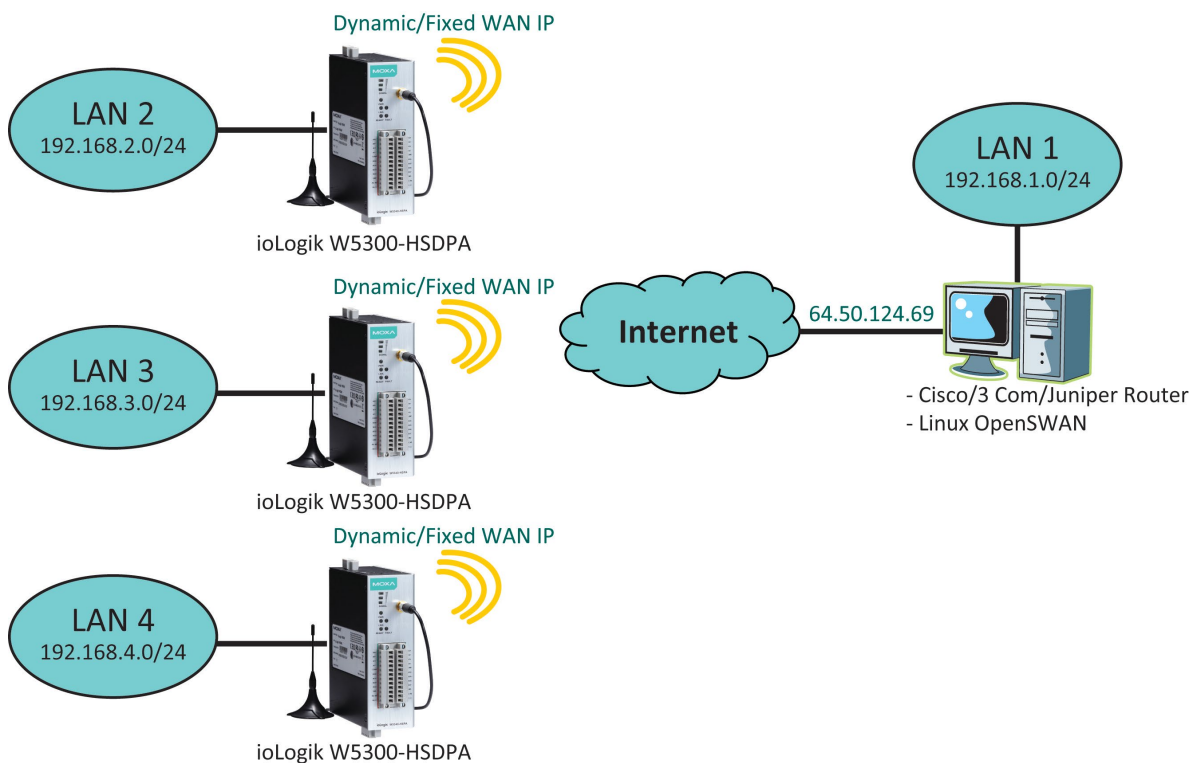 Dynamic/Fixed WAN IP
MOXA
LAN 2
192.168.2.0/24
ioLogik W5300-HSDPA
LAN 1
192.168.1.0/24
Dynamic/Fixed WAN IP
MOXA
LAN 3
192.168.3.0/24
ioLogik W5300-HSDPA
Internet
64.50.124.69
- Cisco/3 Com/Juniper Router
- Linux OpenSWAN
Dynamic/Fixed WAN IP
MOXA
LAN 4
192.168.4.0/24
ioLogik W5300-HSDPA